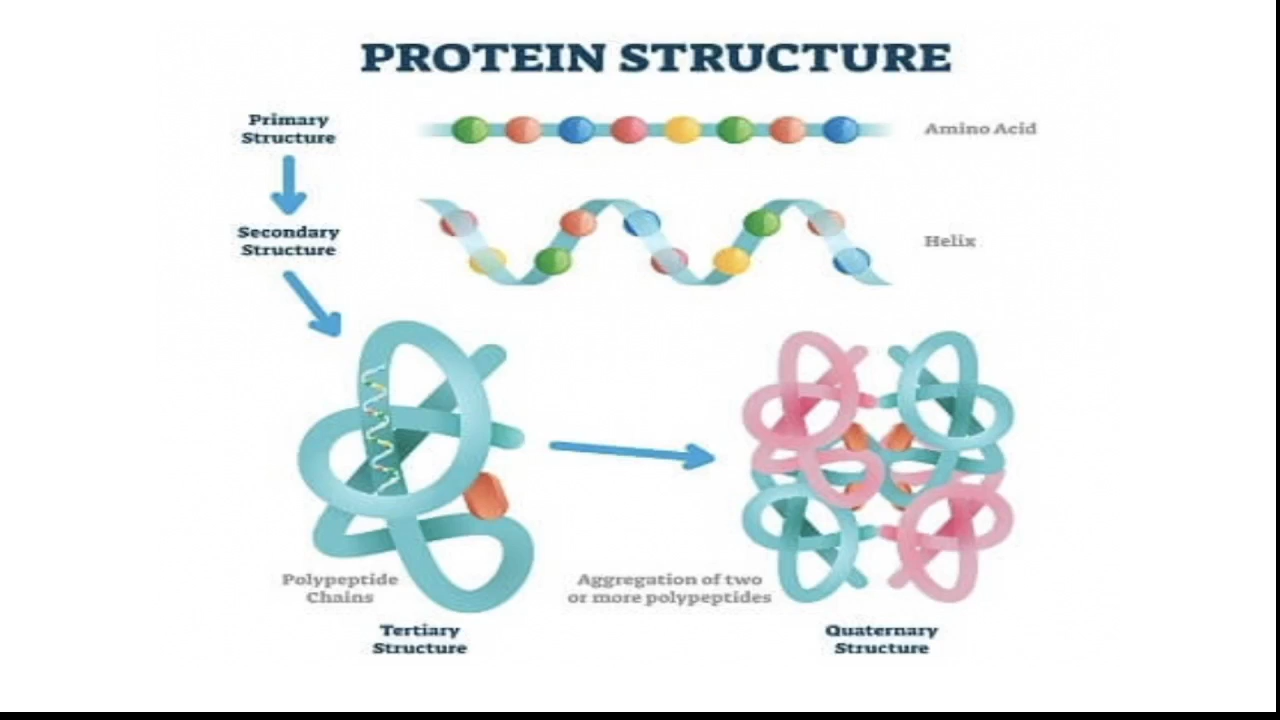 PROTEIN STRUCTURE
Primary
Structure
Amino Acid
Secondary
Structure
Helix
Polypeptide
Chains
Aggregation of two
or more polypeptides
Tertiary
Structure
Quaternary
Structure